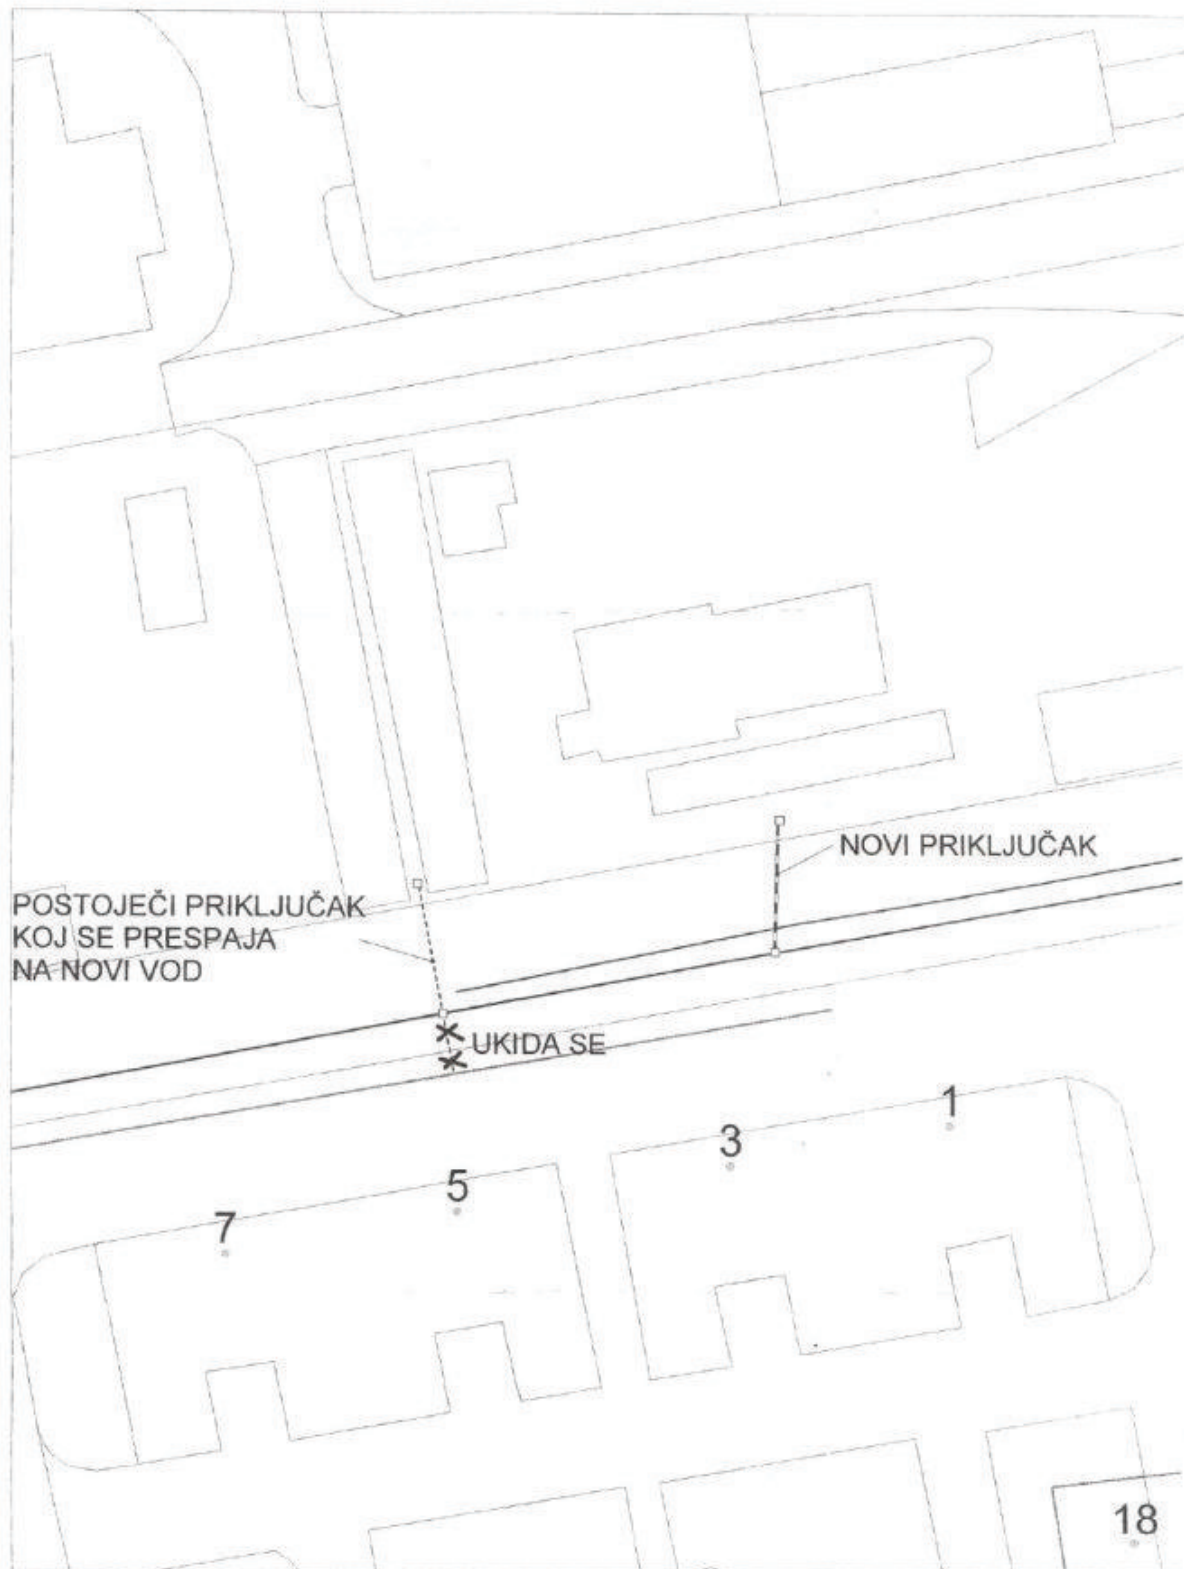 NOVI PRIKLJUČAK
POSTOJEČI PRIKLJUČAK
KOJ SE PRESPAJA
NA NOVI VOD
UKIDA SE
1
3
5
7
18